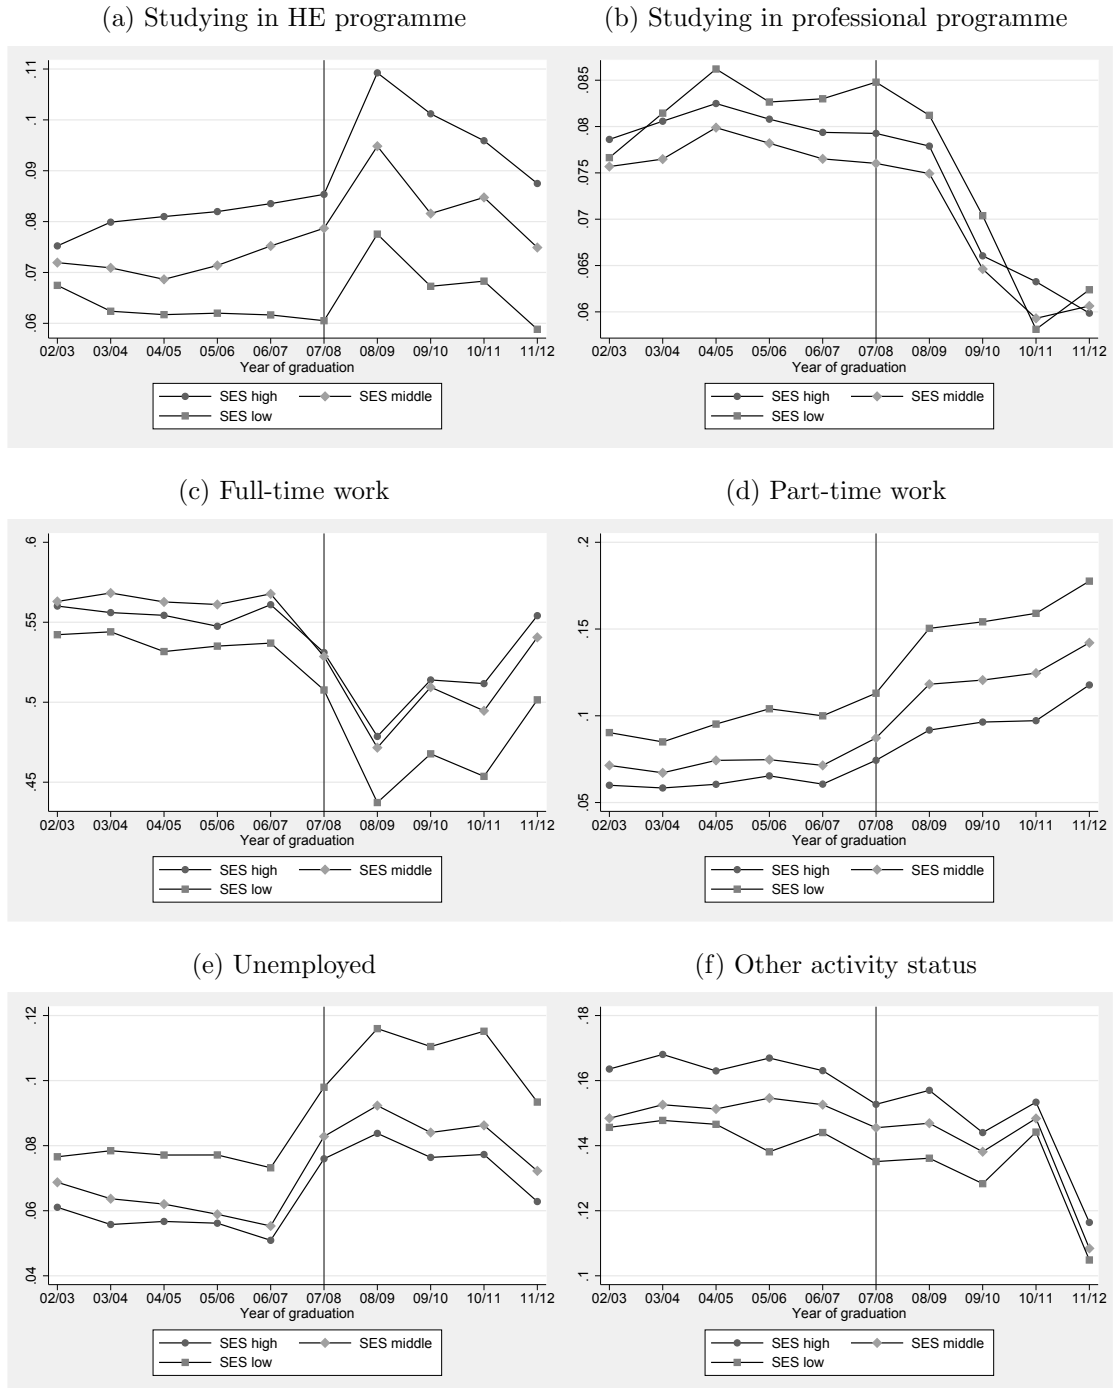 (a) Studying in HE programme
.11
.1
.09
.08
.07
.06
02/03 03/04 04/05 05/06 06/07 07/08 08/09 09/10 10/11 11/12
Year of graduation
SES high SES middle
SES low
(b) Studying in professional programme
.085
.08
.075
.07
.065
.06
02/03 03/04 04/05 05/06 06/07 07/08 08/09 09/10 10/11 11/12
Year of graduation
SES high SES middle
SES low
(c) Full-time work
.6
.55
.5
.45
02/03 03/04 04/05 05/06 06/07 07/08 08/09 09/10 10/11 11/12
Year of graduation
SES high SES middle
SES low
(d) Part-time work
.2
.15
.1
.05
02/03 03/04 04/05 05/06 06/07 07/08 08/09 09/10 10/11 11/12
Year of graduation
SES high SES middle
SES low
(e) Unemployed
.12
.1
.08
.06
.04
02/03 03/04 04/05 05/06 06/07 07/08 08/09 09/10 10/11 11/12
Year of graduation
SES high SES middle
SES low
(f) Other activity status
.18
.16
.14
.12
.1
02/03 03/04 04/05 05/06 06/07 07/08 08/09 09/10 10/11 11/12
Year of graduation
SES high SES middle
SES low